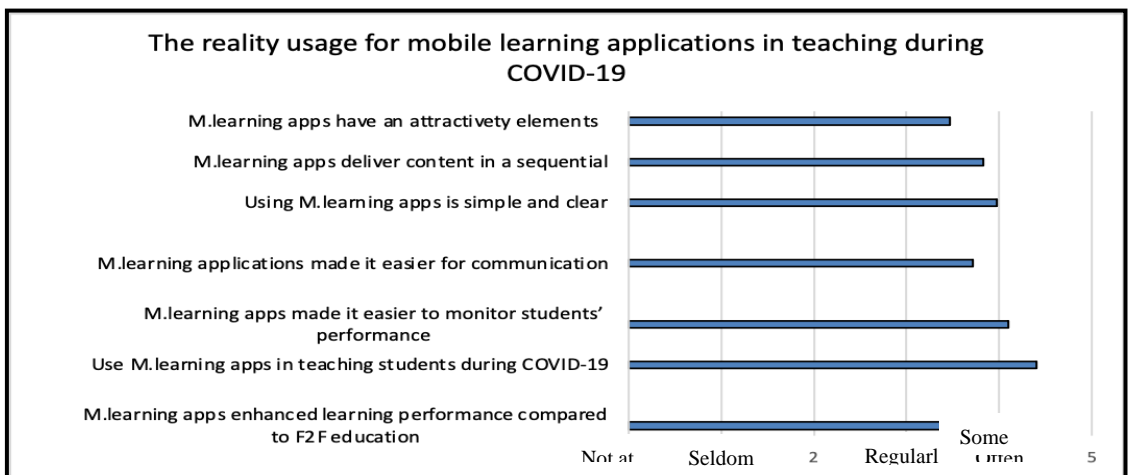 The reality usage for mobile learning applications in teaching during
COVID-19
M.learning apps have an attractivety elements
M.learning apps deliver content in a sequential
Using M.learning apps is simple and clear
M.learning applications made it easier for communication
M.learning apps made it easier to monitor students’
performance
Use M.learning apps in teaching students during COVID-19
M.learning apps enhanced learning performance compared
to F2F education
Some
Not at Seldom 2 Regularl Often 5